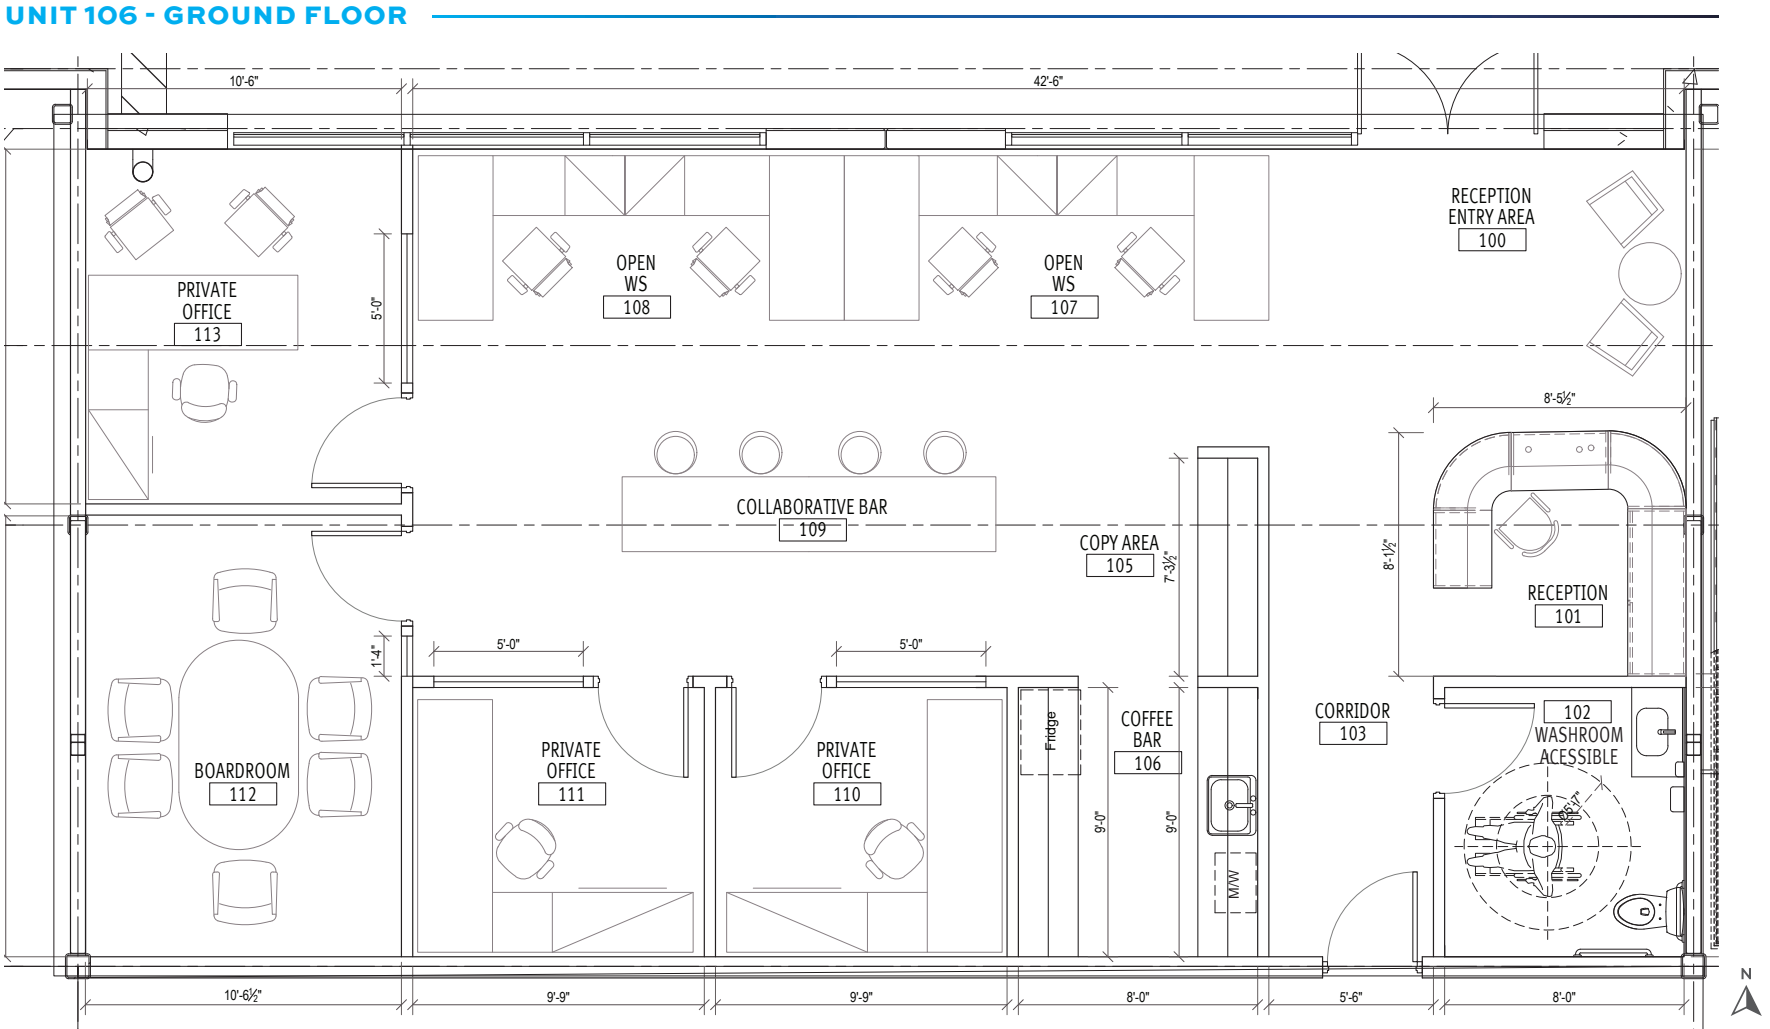 UNIT 106 - GROUND FLOOR
10'-6"
42'-6"
RECEPTION
ENTRY AREA
100
OPEN
WS
108
OPEN
WS
107
PRIVATE
OFFICE
113
5'-0"
8'-5½"
COLLABORATIVE BAR
109
COPY AREA
105
7'-3½"
8'-1½"
RECEPTION
101
1'-4"
5'-0"
5'-0"
PRIVATE
OFFICE
111
PRIVATE
OFFICE
110
Fridge
COFFEE
BAR
106
CORRIDOR
103
102
WASHROOM
ACESSIBLE
BOARDROOM
112
9'-0"
9'-0"
M/W
10'-6½"
9'-9"
9'-9"
8'-0"
5'-6"
8'-0"
N